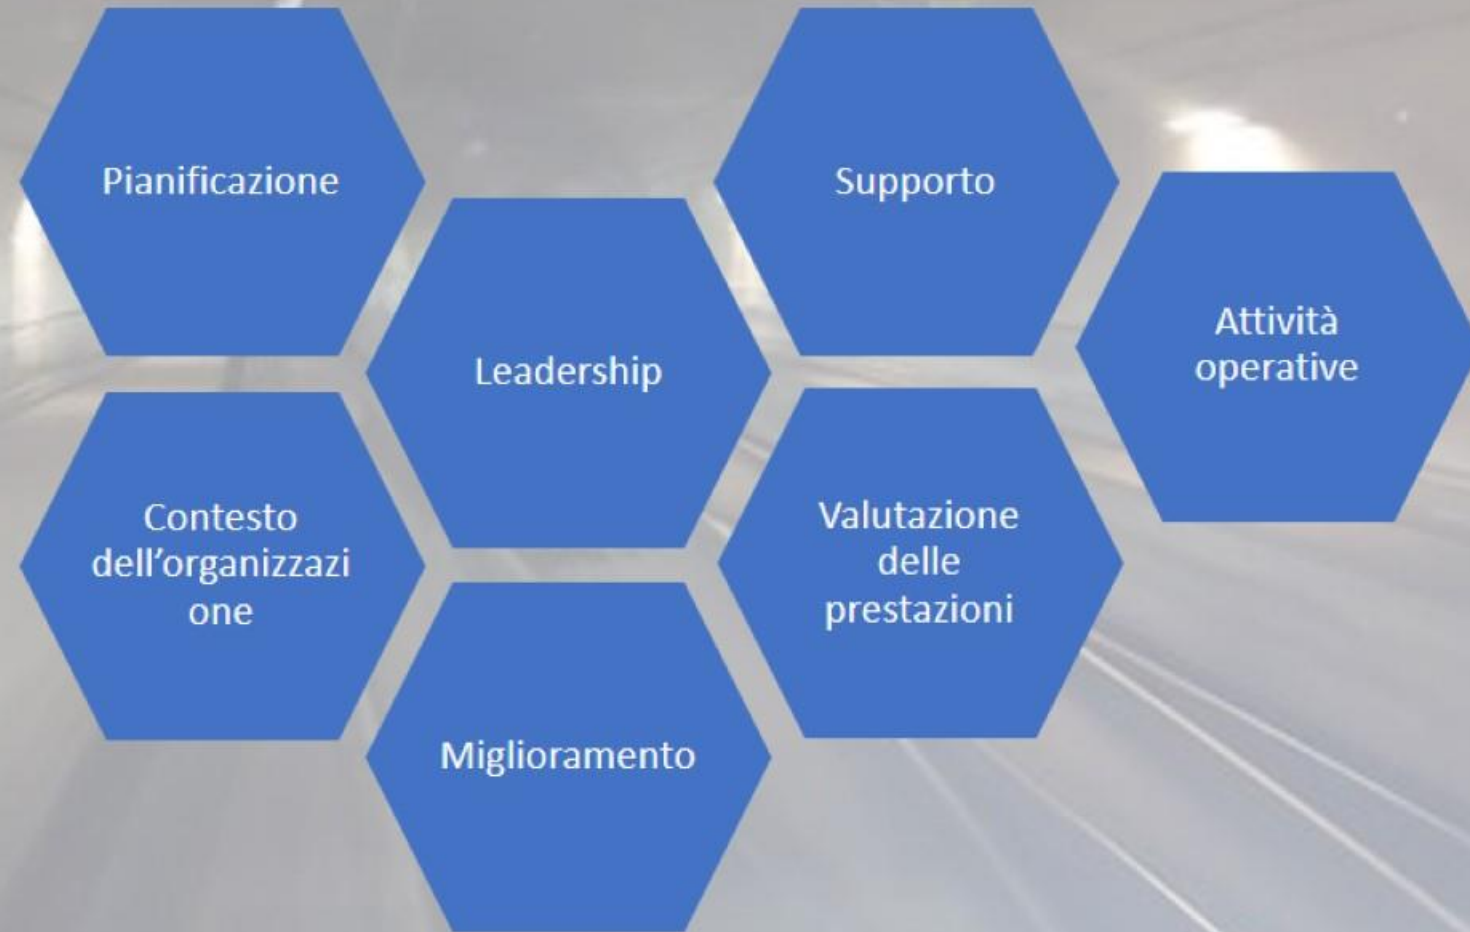 Pianificazione
Supporto
Attività
operative
Leadership
Contesto
dell’organizzazi
one
Valutazione
delle
prestazioni
Miglioramento